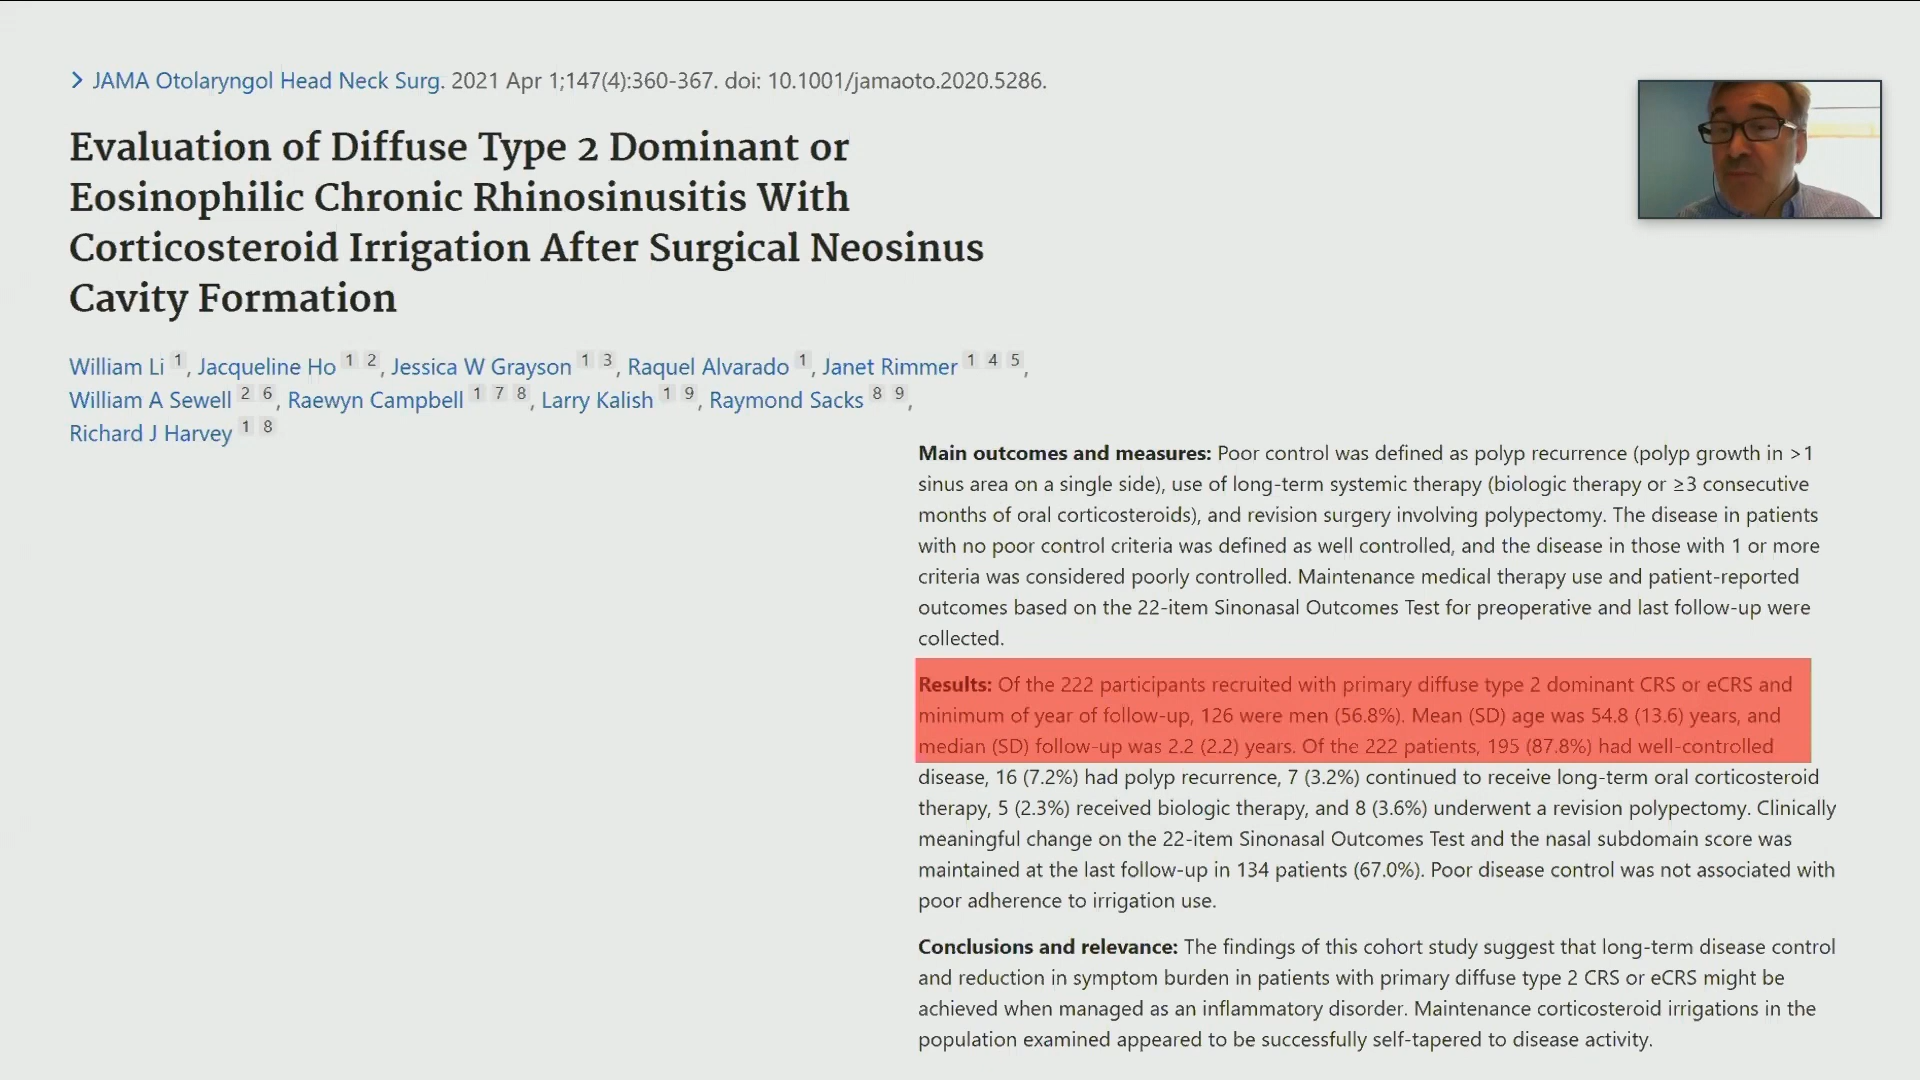 > JAMA Otolaryngol Head Neck Surg. 2021 Apr 1;147(4):360-367. doi: 10.1001/jamaoto.2020.5286.
Evaluation of Diffuse Type 2 Dominant or
Eosinophilic Chronic Rhinosinusitis With
Corticosteroid Irrigation After Surgical Neosinus
Cavity Formation
William Li 1, Jacqueline Ho 1 2, Jessica W Grayson 1 3, Raquel Alvarado 1, Janet Rimmer 1 4 5,
William A Sewell 2 6, Raewyn Campbell 1 7 8, Larry Kalish 1 9, Raymond Sacks 8 9,
Richard J Harvey 1 8
Main outcomes and measures: Poor control was defined as polyp recurrence (polyp growth in >1
sinus area on a single side), use of long-term systemic therapy (biologic therapy or ≥3 consecutive
months of oral corticosteroids), and revision surgery involving polypectomy. The disease in patients
with no poor control criteria was defined as well controlled, and the disease in those with 1 or more
criteria was considered poorly controlled. Maintenance medical therapy use and patient-reported
outcomes based on the 22-item Sinonasal Outcomes Test for preoperative and last follow-up were
collected.
Results: Of the 222 participants recruited with primary diffuse type 2 dominant CRS or eCRS and
minimum of year of follow-up, 126 were men (56.8%). Mean (SD) age was 54.8 (13.6) years, and
median (SD) follow-up was 2.2 (2.2) years. Of the 222 patients, 195 (87.8%) had well-controlled
disease, 16 (7.2%) had polyp recurrence, 7 (3.2%) continued to receive long-term oral corticosteroid
therapy, 5 (2.3%) received biologic therapy, and 8 (3.6%) underwent a revision polypectomy. Clinically
meaningful change on the 22-item Sinonasal Outcomes Test and the nasal subdomain score was
maintained at the last follow-up in 134 patients (67.0%). Poor disease control was not associated with
poor adherence to irrigation use.
Conclusions and relevance: The findings of this cohort study suggest that long-term disease control
and reduction in symptom burden in patients with primary diffuse type 2 CRS or eCRS might be
achieved when managed as an inflammatory disorder. Maintenance corticosteroid irrigations in the
population examined appeared to be successfully self-tapered to disease activity.